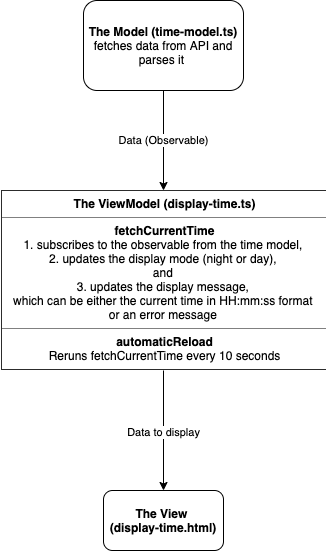 The Model (time-model.ts)
fetches data from API and
parses it
Data (Observable)
The ViewModel (display-time.ts)
fetchCurrentTime
1. subscribes to the observable from the time model,
2. updates the display mode (night or day),
and
3. updates the display message,
which can be either the current time in HH:mm:ss format
or an error message
automaticReload
Reruns fetchCurrentTime every 10 seconds
Data to display
The View
(display-time.html)